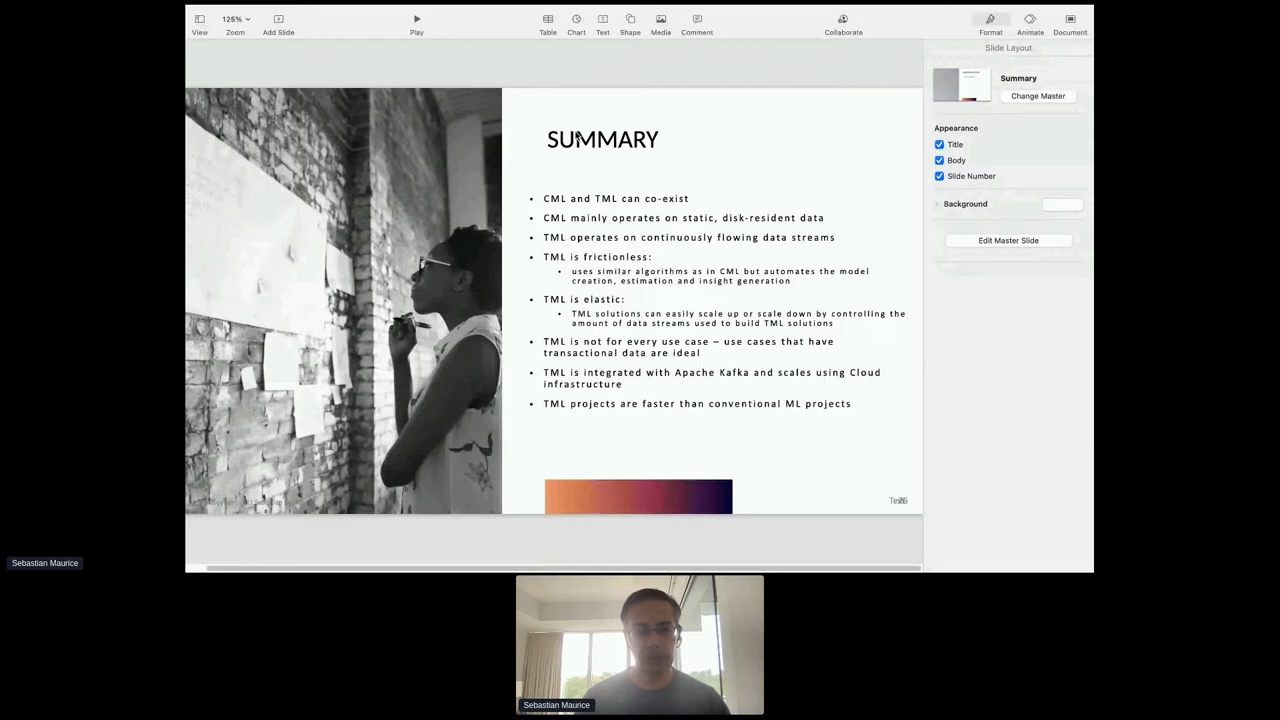 View
126%
Zoom
Add Slide
Play
Table
Chart
Text
Shape
Media
Comment
Collaborate
Format
Animate
Document
Slide Layout
Summary
Change Master
Appearance
Title
Body
Slide Number
Background
Edit Master Slide
SUMMARY
• CML and TML can co-exist
• CML mainly operates on static, disk-resident data
• TML operates on continuously flowing data streams
• TML is frictionless:
• uses similar algorithms as in CML but automates the model
creation, estimation and insight generation
• TML is elastic:
• TML solutions can easily scale up or scale down by controlling the
amount of data streams used to build TML solutions
• TML is not for every use case – use cases that have
transactional data are ideal
• TML is integrated with Apache Kafka and scales using Cloud
infrastructure
• TML projects are faster than conventional ML projects
Sebastian Maurice
Sebastian Maurice